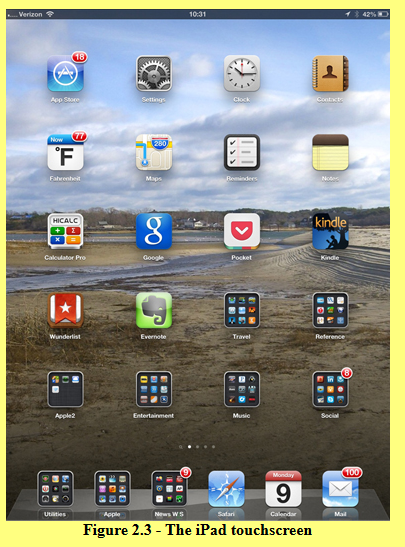 Verizon 10:31 42%
18
App Store Settings Clock Contacts
Now 77
°F 280
Fahrenheit Maps Reminders Notes
HICALC g kindle
Calculator Pro Google Pocket Kindle
Wunderlist Evernote Travel Reference
8
Apple2 Entertainment Music Social
9 Monday 100
9
Utilities Apple News W S Safari Calendar Mail
Figure 2.3 - The iPad touchscreen